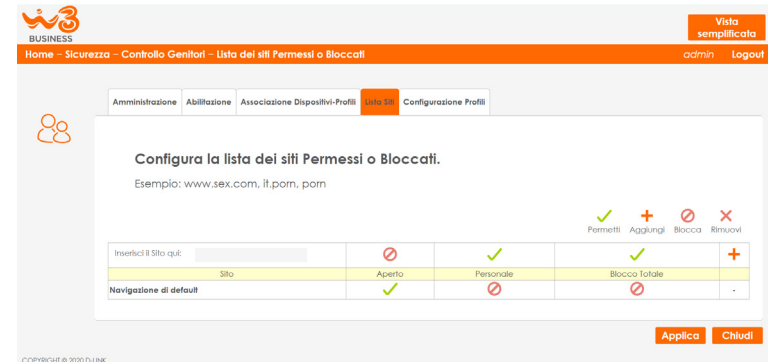 W3
BUSINESS
Vista
semplificata
Home – Sicurezza – Controllo Genitori – Lista dei siti Permessi o Bloccati
admin Logout
Amministrazione Abilitazione Associazione Dispositivi-Profili Lista Siti Configurazione Profili
Configura la lista dei siti Permessi o Bloccati.
Esempio: www.sex.com, it.porn, porn
Permetti Aggiungi Blocca Rimuovi
Inserisci il Sito qui:
Sito Aperto Personale Blocco Totale
Navigazione di default -
Applica Chiudi
COPYRIGHT © 2020 D-LINK